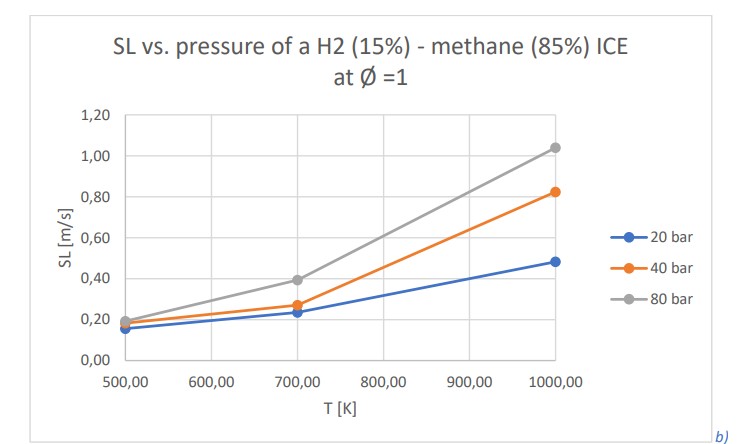 SL vs. pressure of a H2 (15%) - methane (85%) ICE
at Ø =1
1,20
1,00
0,80
0,60
0,40
0,20
0,00
SL [m/s]
500,00 600,00 700,00 800,00 900,00 1000,00
T [K]
20 bar
40 bar
80 bar
b)